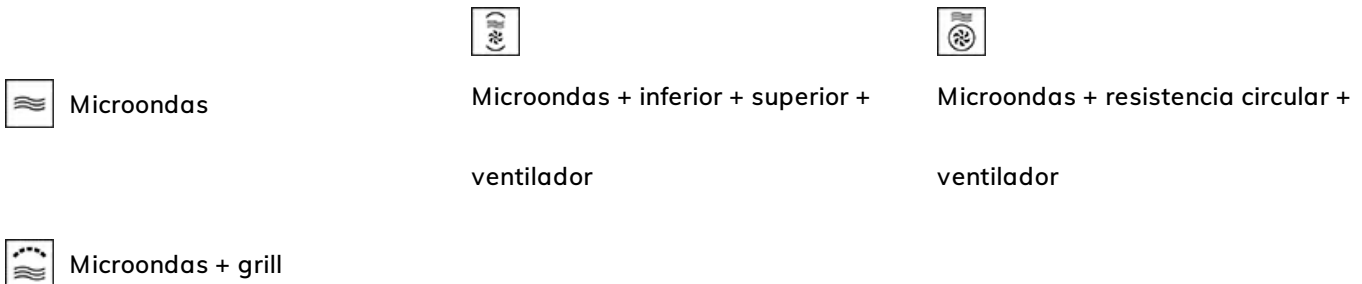 Microondas
Microondas + inferior + superior +
ventilador
Microondas + resistencia circular +
ventilador
Microondas + grill